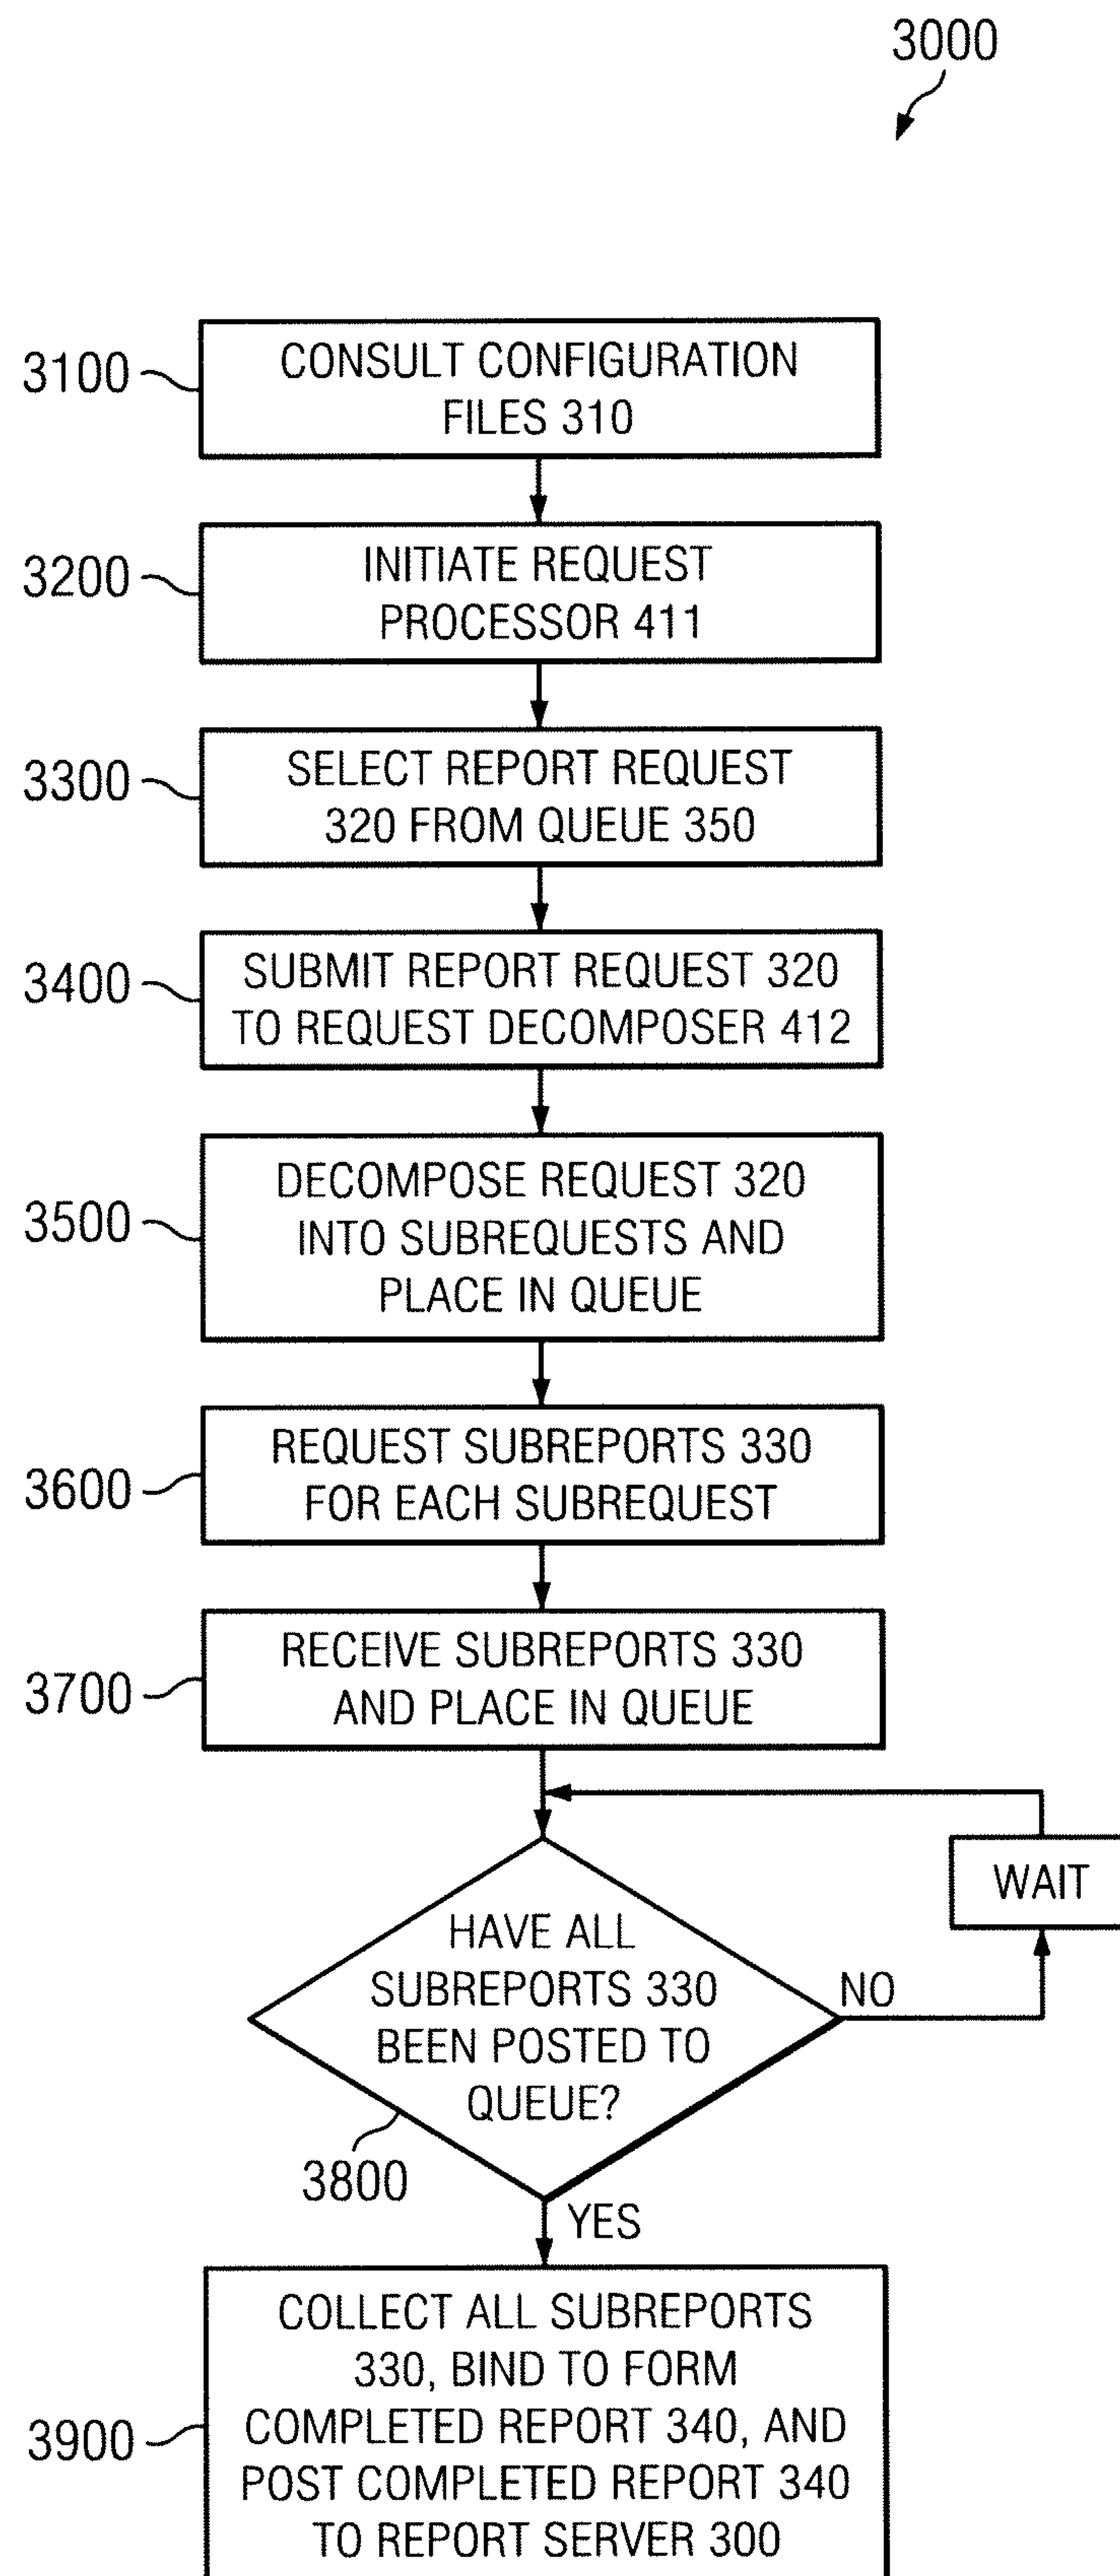 3000
3100
CONSULT CONFIGURATION
FILES 310
3200
INITIATE REQUEST
PROCESSOR 411
3300
SELECT REPORT REQUEST
320 FROM QUEUE 350
3400
SUBMIT REPORT REQUEST 320
TO REQUEST DECOMPOSER 412
3500
DECOMPOSE REQUEST 320
INTO SUBREQUESTS AND
PLACE IN QUEUE
3600
REQUEST SUBREPORTS 330
FOR EACH SUBREQUEST
3700
RECEIVE SUBREPORTS 330
AND PLACE IN QUEUE
WAIT
HAVE ALL
SUBREPORTS 330
BEEN POSTED TO
QUEUE?
NO
3800
YES
3900
COLLECT ALL SUBREPORTS
330, BIND TO FORM
COMPLETED REPORT 340, AND
POST COMPLETED REPORT 340
TO REPORT SERVER 300